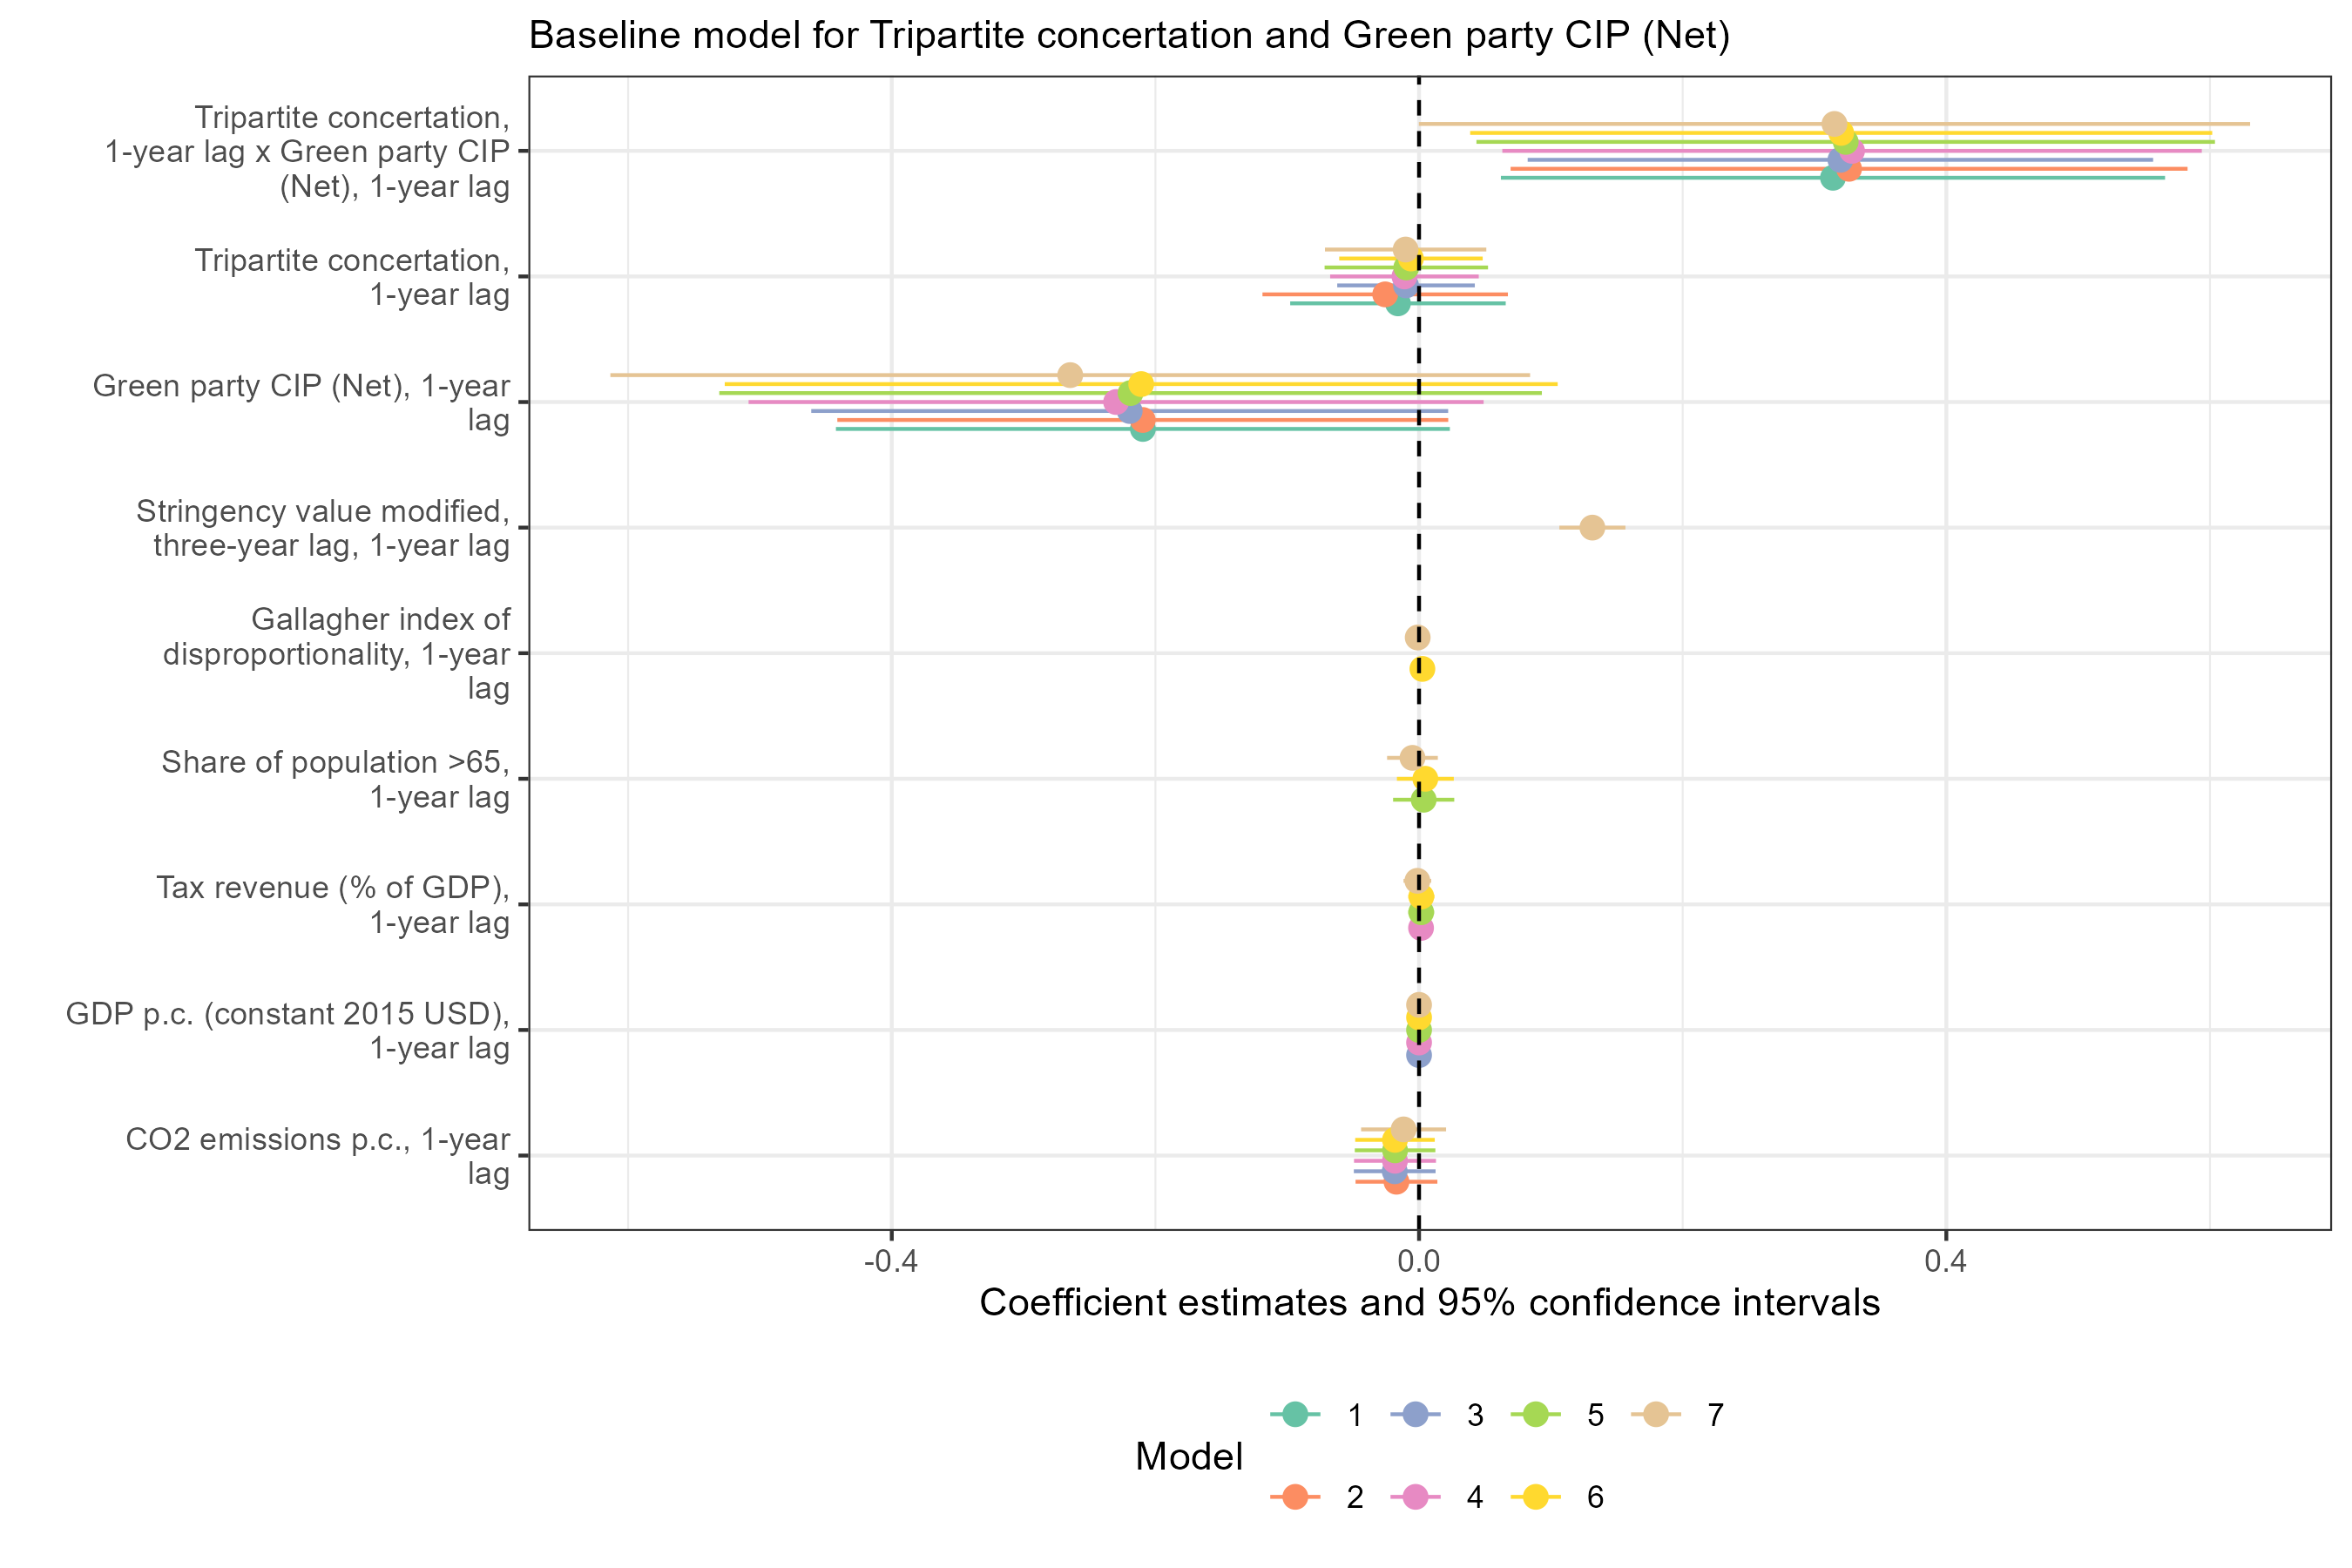 Baseline model for Tripartite concertation and Green party CIP (Net)
Tripartite concertation,
1-year lag x Green party CIP
(Net), 1-year lag
Tripartite concertation,
1-year lag
Green party CIP (Net), 1-year
lag
Stringency value modified,
three-year lag, 1-year lag
Gallagher index of
disproportionality, 1-year
lag
Share of population >65,
1-year lag
Tax revenue (% of GDP),
1-year lag
GDP p.c. (constant 2015 USD),
1-year lag
CO2 emissions p.c., 1-year
lag
-0.4 0.0 0.4
Coefficient estimates and 95% confidence intervals
Model
1 3 5 7
2 4 6